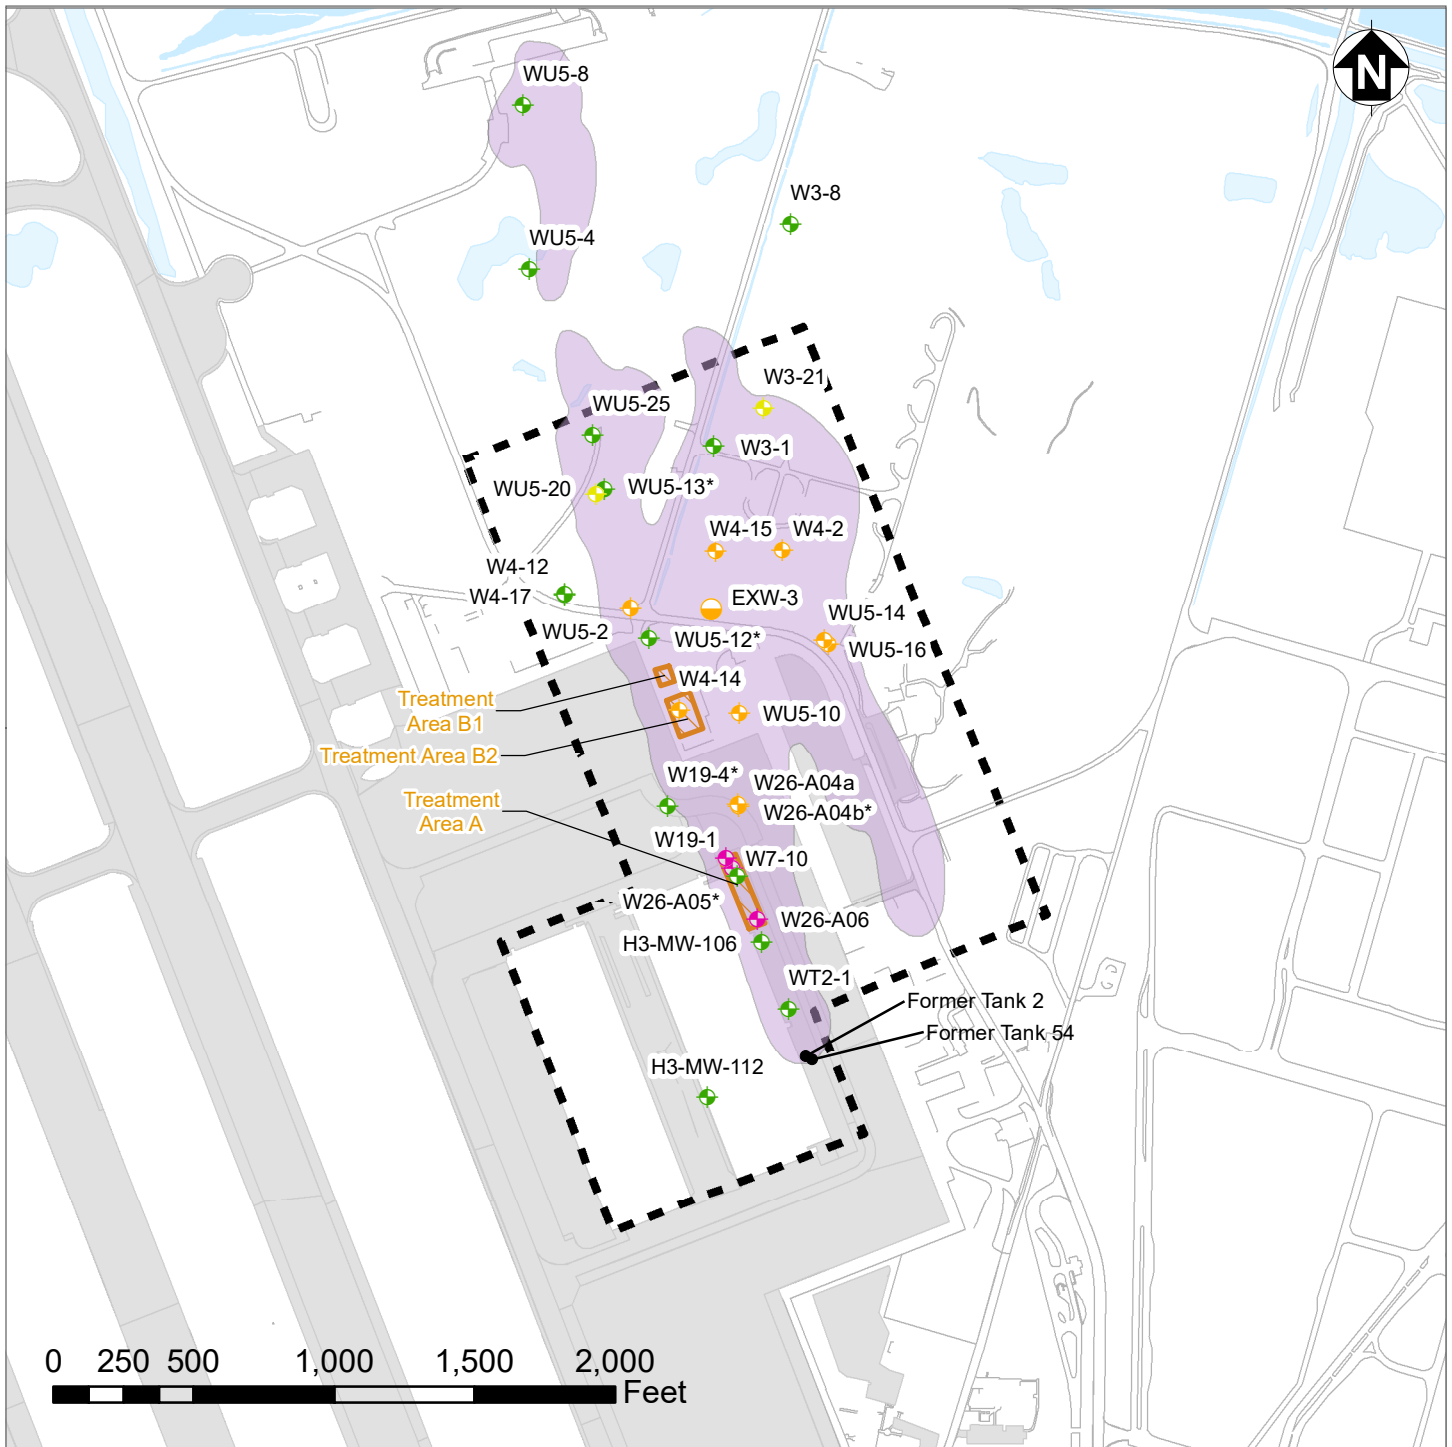 N
WU5-8
W3-8
WU5-4
W3-21
WU5-25
W3-1
WU5-20
WU5-13*
W4-15
W4-2
W4-12
W4-17
EXW-3
WU5-14
WU5-2
WU5-12*
WU5-16
W4-14
Treatment
Area B1
WU5-10
Treatment Area B2
W19-4*
W26-A04a
Treatment
Area A
W26-A04b*
W19-1
W7-10
W26-A05*
W26-A06
H3-MW-106
WT2-1
Former Tank 2
Former Tank 54
H3-MW-112
0 250 500 1,000 1,500 2,000
Feet